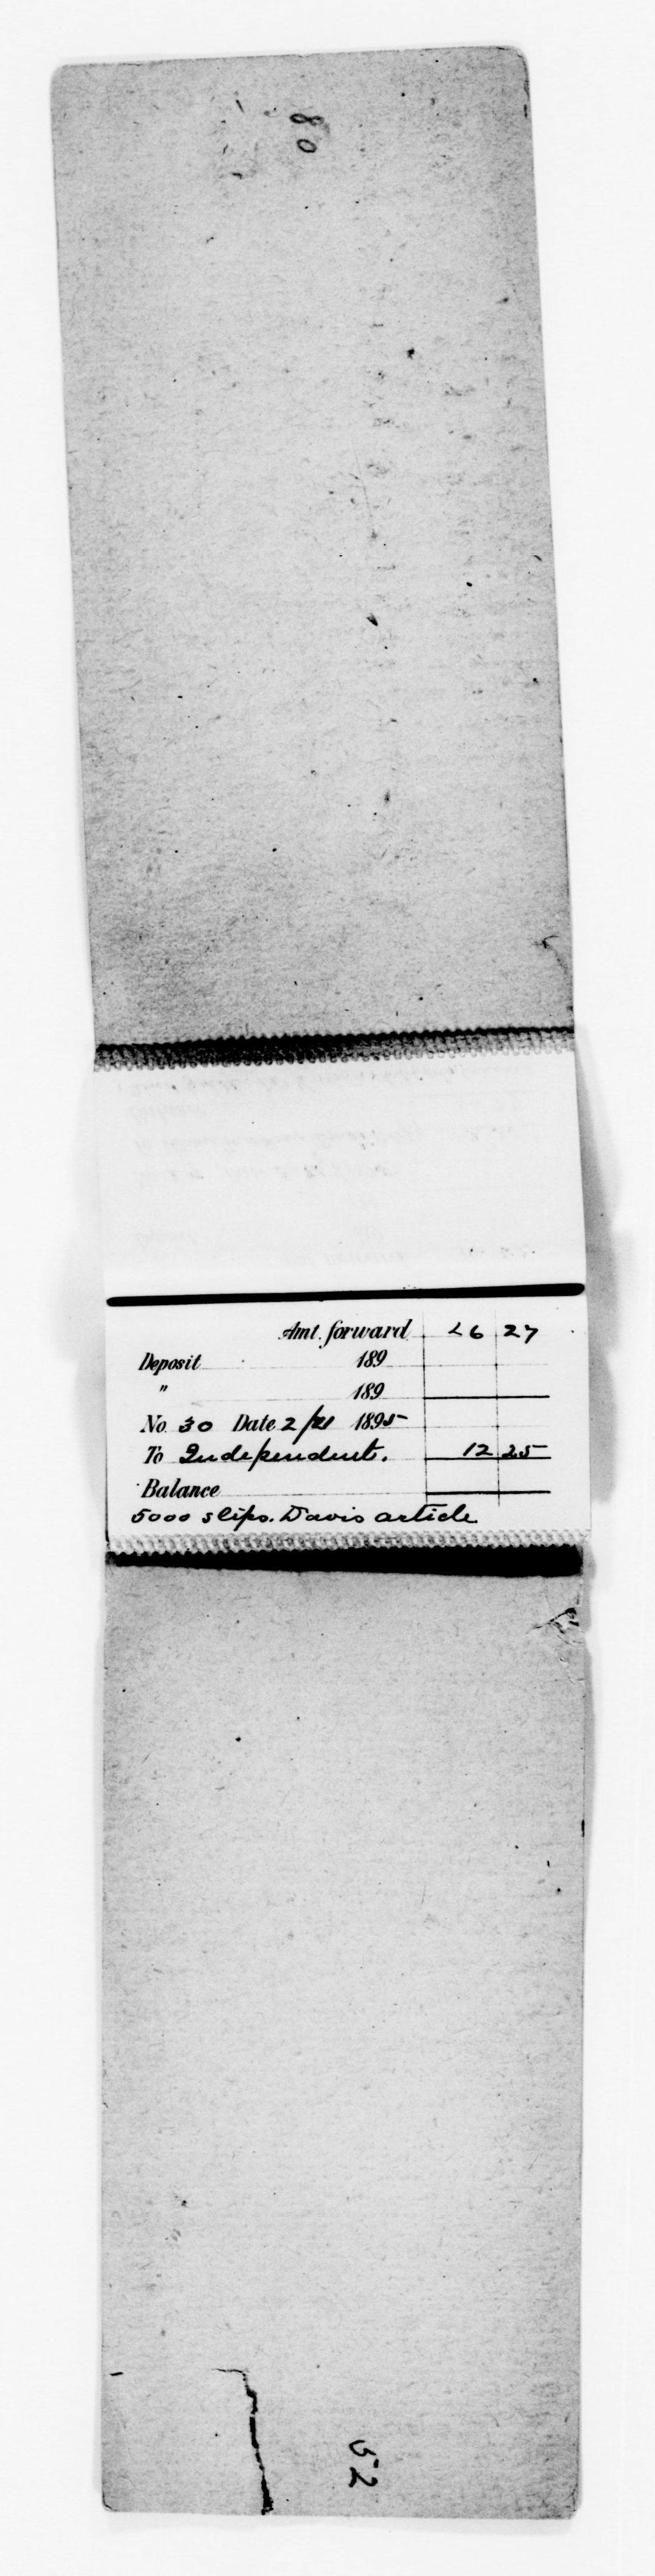 80
Amt. forward 26 27
Deposit 189
" 189
No. 30 Date 2/21 1895
To Independent. 12 25
Balance
5000 slips. Davis article
52